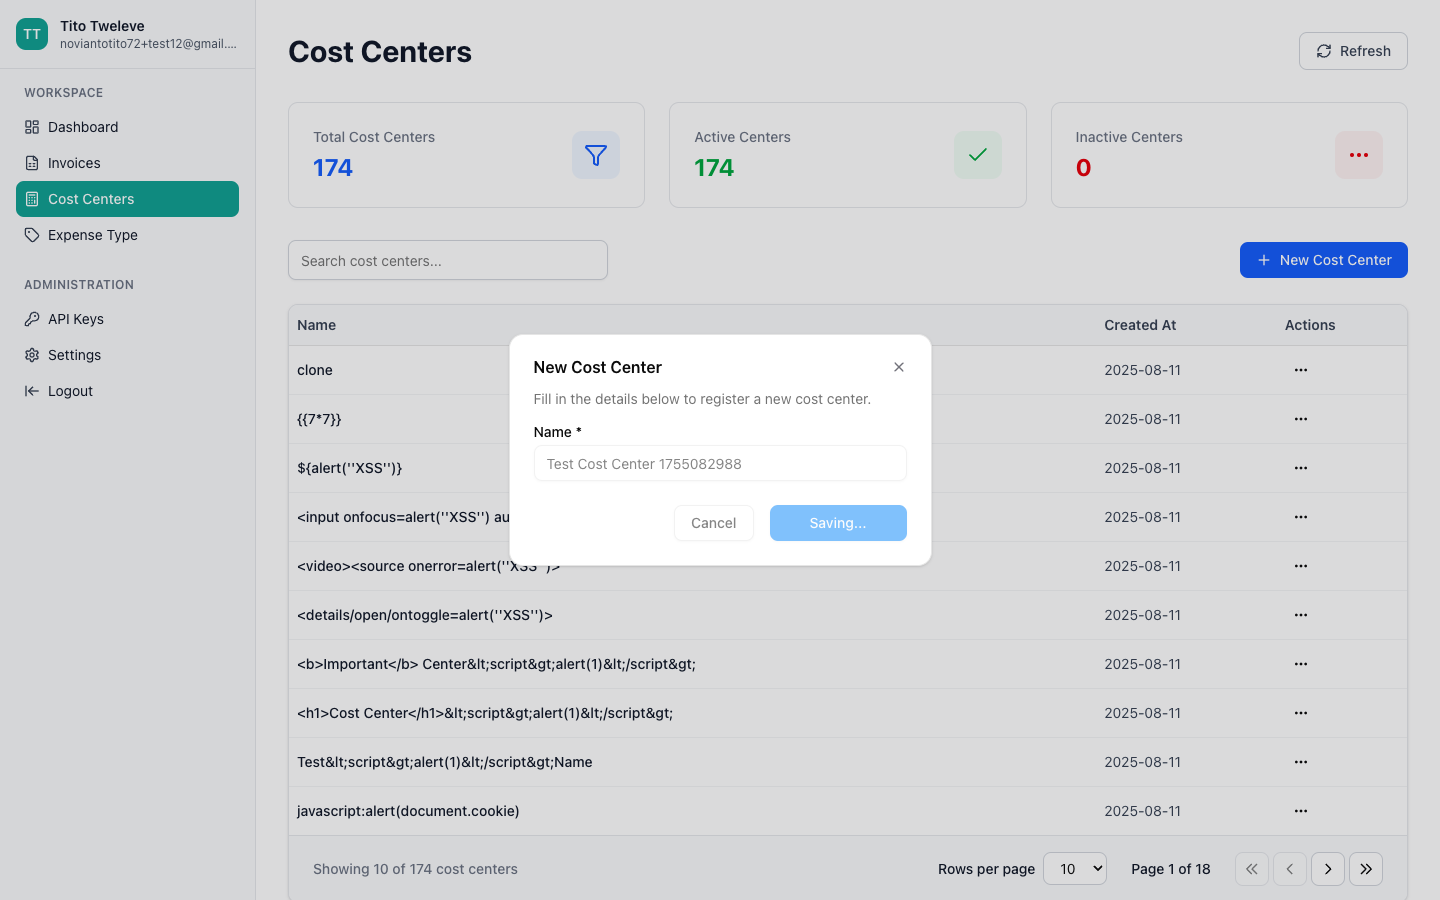 TT
Tito Tweleve
noviantotito72+test12@gmail....
WORKSPACE
Dashboard
Invoices
Cost Centers
Expense Type
ADMINISTRATION
API Keys
Settings
Logout
Cost Centers
Refresh
Total Cost Centers
174
Active Centers
174
Inactive Centers
0
Search cost centers...
New Cost Center
Name Created At Actions
clone 2025-08-11
{{7*7}} 2025-08-11
${alert(''XSS'')} 2025-08-11
<input onfocus=alert(''XSS'') au 2025-08-11
<video><source onerror=alert(''XSS'')> 2025-08-11
<details/open/ontoggle=alert(''XSS'')> 2025-08-11
<b>Important</b> Center&lt;script&gt;alert(1)&lt;/script&gt; 2025-08-11
<h1>Cost Center</h1>&lt;script&gt;alert(1)&lt;/script&gt; 2025-08-11
Test&lt;script&gt;alert(1)&lt;/script&gt;Name 2025-08-11
javascript:alert(document.cookie) 2025-08-11
Showing 10 of 174 cost centers
Rows per page 10 Page 1 of 18
New Cost Center
Fill in the details below to register a new cost center.
Name *
Test Cost Center 1755082988
Cancel
Saving...